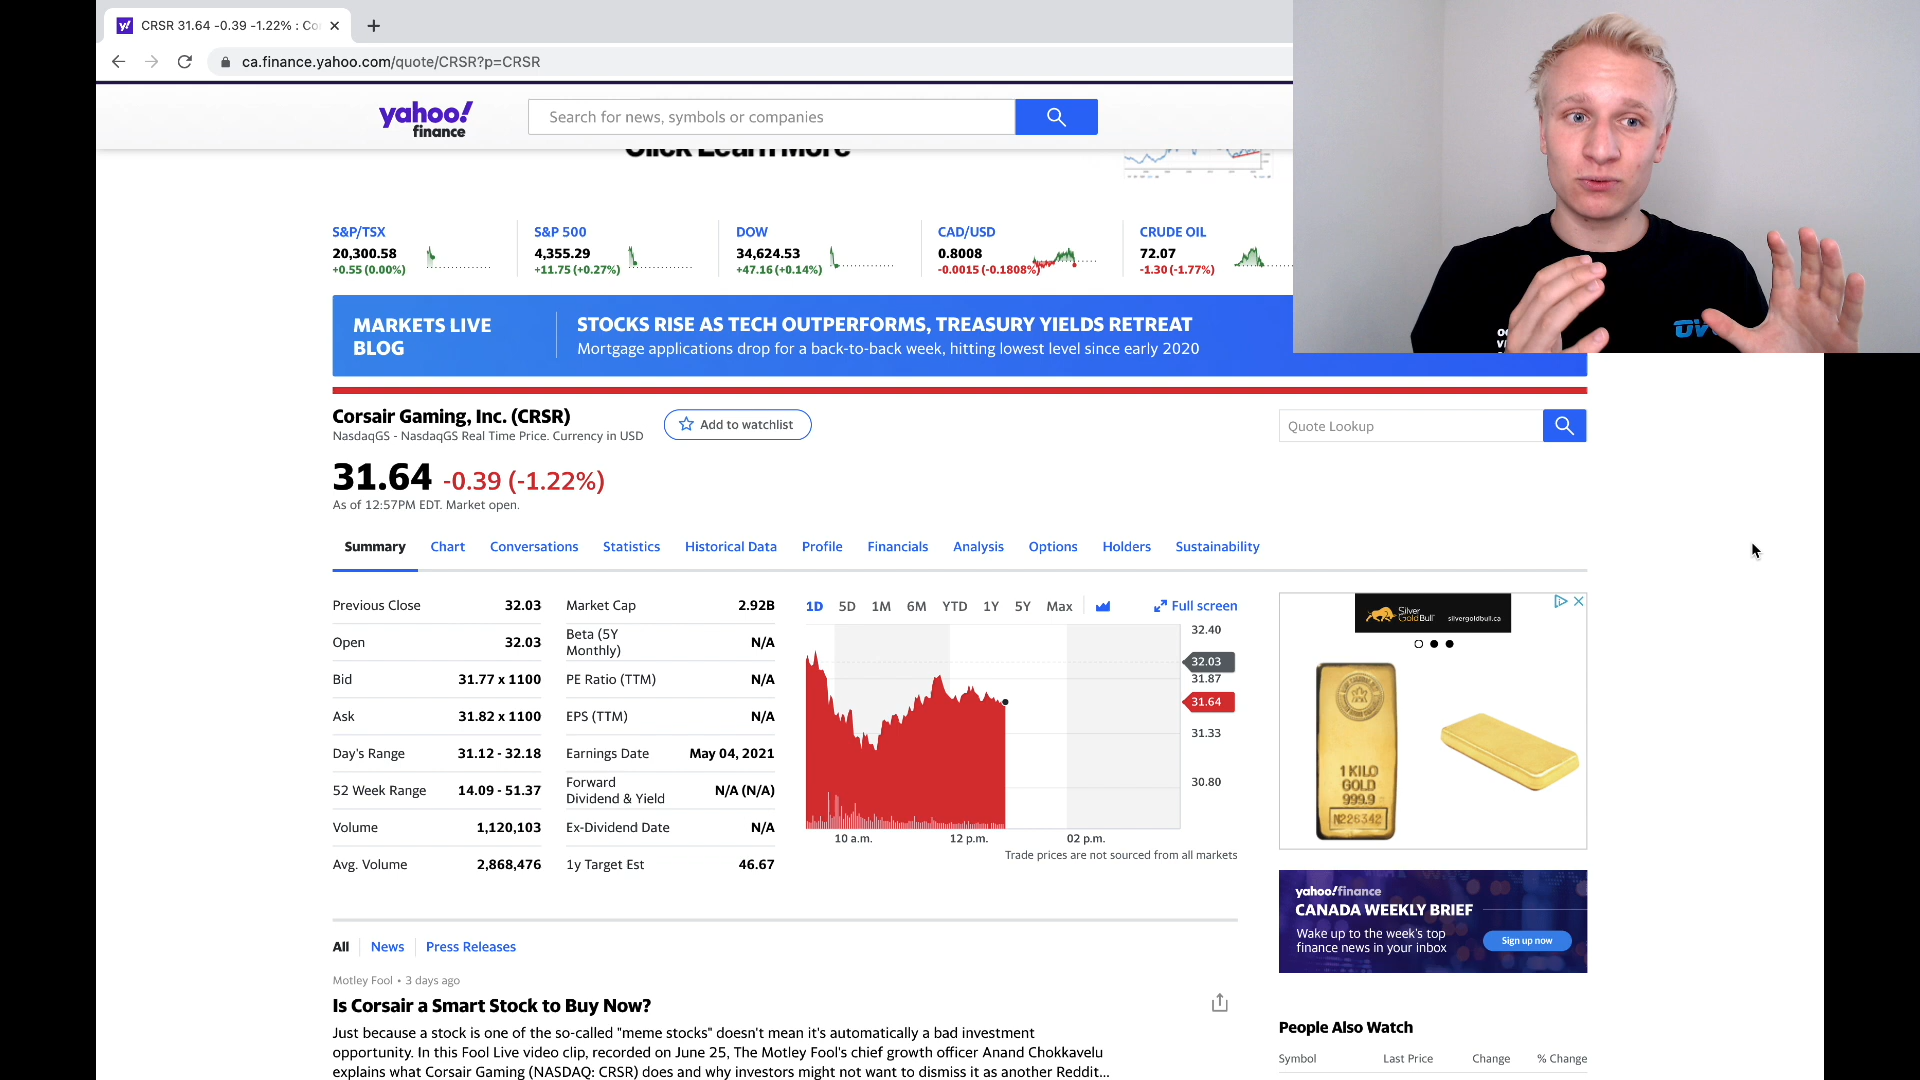 CRSR 31.64 -0.39 -1.22% : Co
ca.finance.yahoo.com/quote/CRSR?p=CRSR
yahoo!
finance
Search for news, symbols or companies
Click Learn More
S&P/TSX
20,300.58
+0.55 (0.00%)
S&P 500
4,355.29
+11.75 (+0.27%)
DOW
34,624.53
+47.16 (+0.14%)
CAD/USD
0.8008
-0.0015 (-0.1808%)
CRUDE OIL
72.07
-1.30 (-1.77%)
MARKETS LIVE
BLOG
STOCKS RISE AS TECH OUTPERFORMS, TREASURY YIELDS RETREAT
Mortgage applications drop for a back-to-back week, hitting lowest level since early 2020
Corsair Gaming, Inc. (CRSR)
NasdaqGS - NasdaqGS Real Time Price. Currency in USD
Add to watchlist
Quote Lookup
31.64 -0.39 (-1.22%)
As of 12:57PM EDT. Market open.
Summary Chart Conversations Statistics Historical Data Profile Financials Analysis Options Holders Sustainability
Previous Close 32.03
Open 32.03
Bid 31.77 x 1100
Ask 31.82 x 1100
Day's Range 31.12 - 32.18
52 Week Range 14.09 - 51.37
Volume 1,120,103
Avg. Volume 2,868,476
Market Cap 2.92B
Beta (5Y
Monthly) N/A
PE Ratio (TTM) N/A
EPS (TTM) N/A
Earnings Date May 04, 2021
Forward
Dividend & Yield N/A (N/A)
Ex-Dividend Date N/A
1y Target Est 46.67
1D 5D 1M 6M YTD 1Y 5Y Max Full screen
32.40
32.03
31.87
31.64
31.33
30.80
10 a.m. 12 p.m. 02 p.m.
Trade prices are not sourced from all markets
Silver
Gold Bull
silvergoldbull.ca
1 KILO
GOLD
999.9
N226342
yahoo!finance
CANADA WEEKLY BRIEF
Wake up to the week's top
finance news in your inbox
Sign up now
All News Press Releases
Motley Fool • 3 days ago
Is Corsair a Smart Stock to Buy Now?
Just because a stock is one of the so-called "meme stocks" doesn't mean it's automatically a bad investment
opportunity. In this Fool Live video clip, recorded on June 25, The Motley Fool's chief growth officer Anand Chokkavelu
explains what Corsair Gaming (NASDAQ: CRSR) does and why investors might not want to dismiss it as another Reddit...
People Also Watch
Symbol Last Price Change % Change